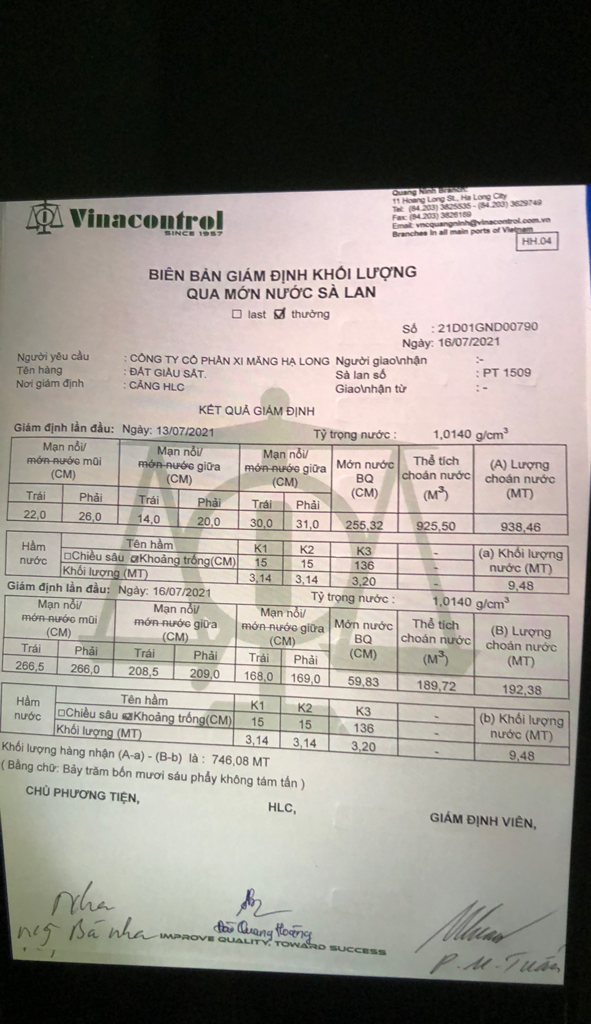 Vinacontrol
SINCE 1957
Quang Ninh Branch:
11 Hoang Long St., Ha Long City
Tel: (84.203) 3825535 - (84.203) 3829749
Fax: (84.203) 3826169
Email: vmcquangninh@vinacontrol.com.vn
Branches in all main ports of Vietnam
HH.04
BIÊN BẢN GIÁM ĐỊNH KHỐI LƯỢNG
QUA MỚN NƯỚC SÀ LAN
☐ last ☑ thường
Số : 21D01GND00790
Ngày: 16/07/2021
Người yêu cầu : CÔNG TY CỔ PHẦN XI MĂNG HẠ LONG Người giao\nhận :-
Tên hàng : ĐẤT GIÀU SẮT. Sà lan số : PT 1509
Nơi giám định : CẢNG HLC Giao\nhận từ : -
KẾT QUẢ GIÁM ĐỊNH
Giám định lần đầu: Ngày: 13/07/2021 Tỷ trọng nước : 1,0140 g/cm³
Mạn nổi/ Mạn nổi/ Mạn nổi/ Mớn nước Thể tích (A) Lượng
mớn nước mũi mớn nước giữa mớn nước giữa BQ choán nước choán nước
(CM) (CM) (CM) (CM) (M³) (MT)
Trái Phải Trái Phải Trái Phải
22,0 26,0 14,0 20,0 30,0 31,0 255,32 925,50 938,46
Hầm nước Tên hầm K1 K2 K3 - (a) Khối lượng
☐Chiều sâu ☑Khoảng trống(CM) 15 15 136 - nước (MT)
Khối lượng (MT) 3,14 3,14 3,20 - 9,48
Giám định lần đầu: Ngày: 16/07/2021 Tỷ trọng nước : 1,0140 g/cm³
Mạn nổi/ Mạn nổi/ Mạn nổi/ Mớn nước Thể tích (B) Lượng
mớn nước mũi mớn nước giữa mớn nước giữa BQ choán nước choán nước
(CM) (CM) (CM) (CM) (M³) (MT)
Trái Phải Trái Phải Trái Phải
266,5 266,0 208,5 209,0 168,0 169,0 59,83 189,72 192,38
Hầm nước Tên hầm K1 K2 K3 - (b) Khối lượng
☐Chiều sâu ☑Khoảng trống(CM) 15 15 136 - nước (MT)
Khối lượng (MT) 3,14 3,14 3,20 - 9,48
Khối lượng hàng nhận (A-a) - (B-b) là : 746,08 MT
( Bằng chữ: Bảy trăm bốn mươi sáu phẩy không tám tấn )
CHỦ PHƯƠNG TIỆN, HLC, GIÁM ĐỊNH VIÊN,
Nha
Bá nha
Đào Quang Hoàng
P. M. Tuấn
IMPROVE QUALITY, TOWARD SUCCESS